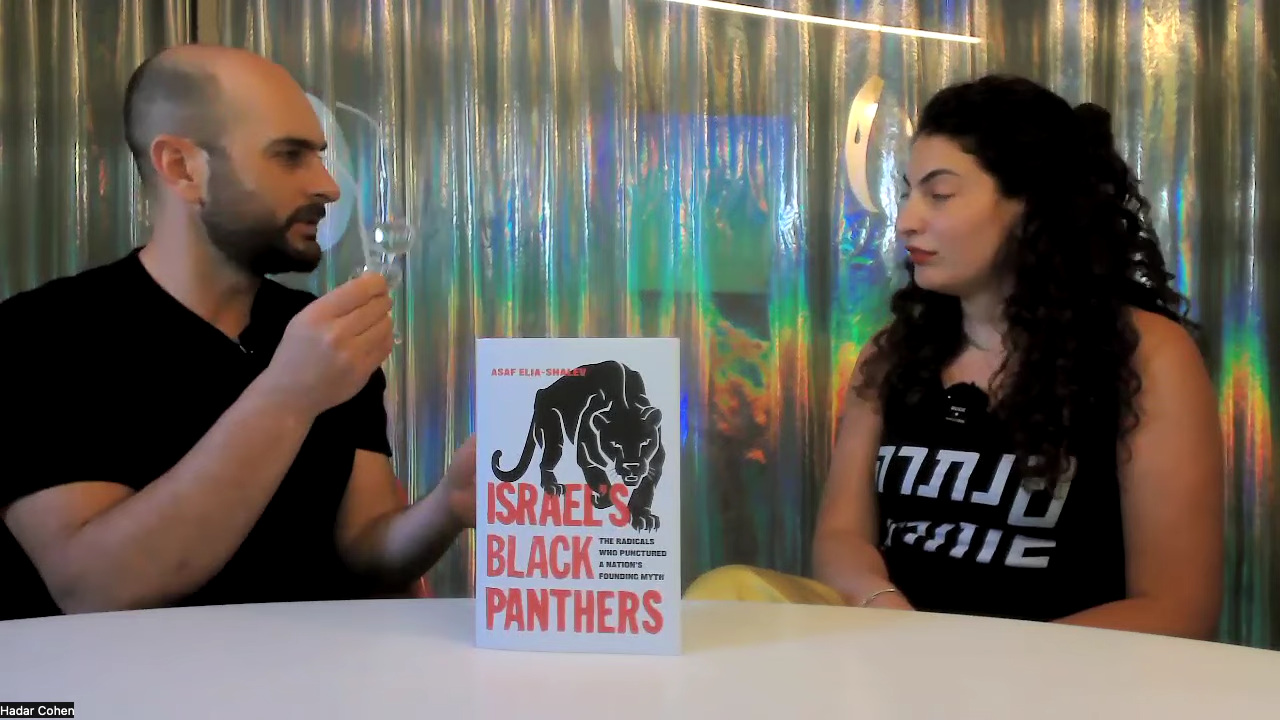 ASAF ELIA-SHALEV
ISRAEL'S
BLACK
PANTHERS
THE RADICALS
WHO PUNCTURED
A NATION'S
FOUNDING MYTH
Hadar Cohen